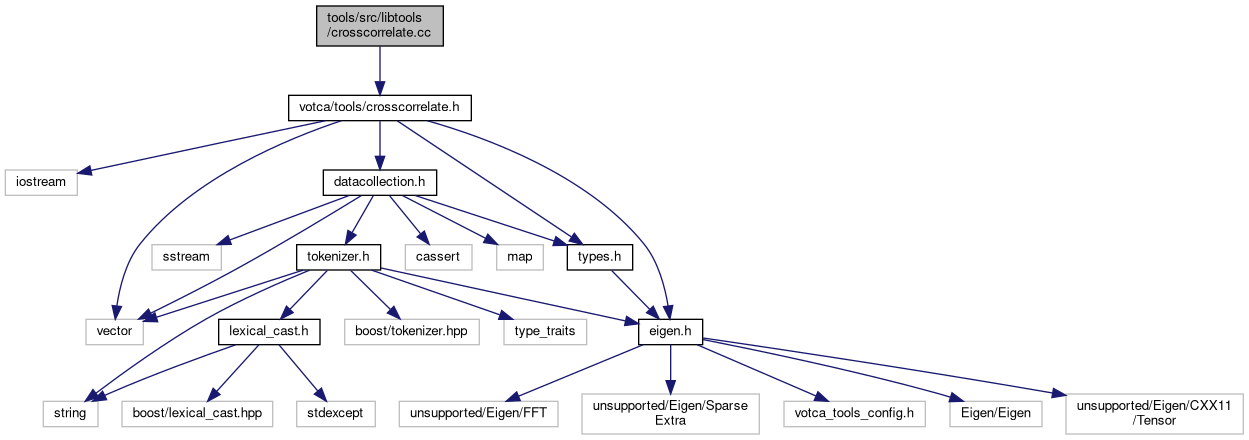 tools/src/libtools
/crosscorrelate.cc
votca/tools/crosscorrelate.h
iostream
datacollection.h
sstream
tokenizer.h
cassert
map
types.h
vector
lexical_cast.h
boost/tokenizer.hpp
type_traits
eigen.h
string
boost/lexical_cast.hpp
stdexcept
unsupported/Eigen/FFT
unsupported/Eigen/Sparse
Extra
votca_tools_config.h
Eigen/Eigen
unsupported/Eigen/CXX11
/Tensor